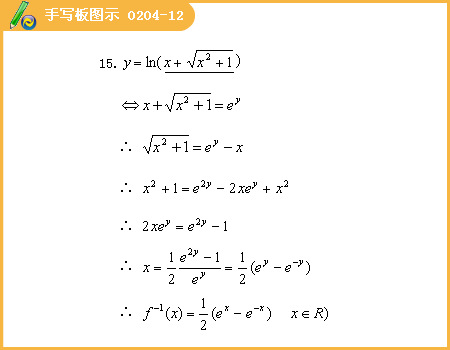 手写板图示 0204-12
15. y = ln( x + √(x² + 1) )
⇔ x + √(x² + 1) = e^y
∴ √(x² + 1) = e^y − x
∴ x² + 1 = e^{2y} − 2xe^y + x²
∴ 2xe^y = e^{2y} − 1
∴ x = 1/2 (e^{2y} − 1)/e^y = 1/2 (e^y − e^{−y})
∴ f^{−1}(x) = 1/2 (e^x − e^{−x}) x ∈ R)